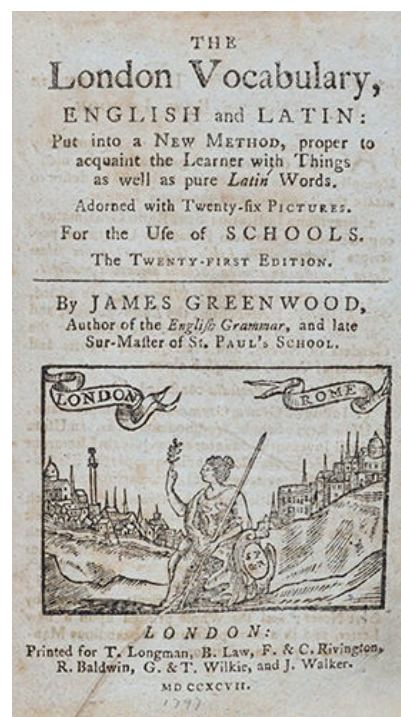 THE
London Vocabulary,
ENGLISH and LATIN:
Put into a NEW METHOD, proper to
acquaint the Learner with Things
as well as pure Latin Words.
Adorned with Twenty-ſix PICTURES.
For the Uſe of SCHOOLS.
The TWENTY-FIRST EDITION.
By JAMES GREENWOOD,
Author of the Engliſh Grammar, and late
Sur-Maſter of St. PAUL'S SCHOOL.
LONDON
ROME
LONDON:
Printed for T. Longman, B. Law, F. & C. Rivington,
R. Baldwin, G. & T. Wilkie, and J. Walker.
MDCCXCVII.
1797